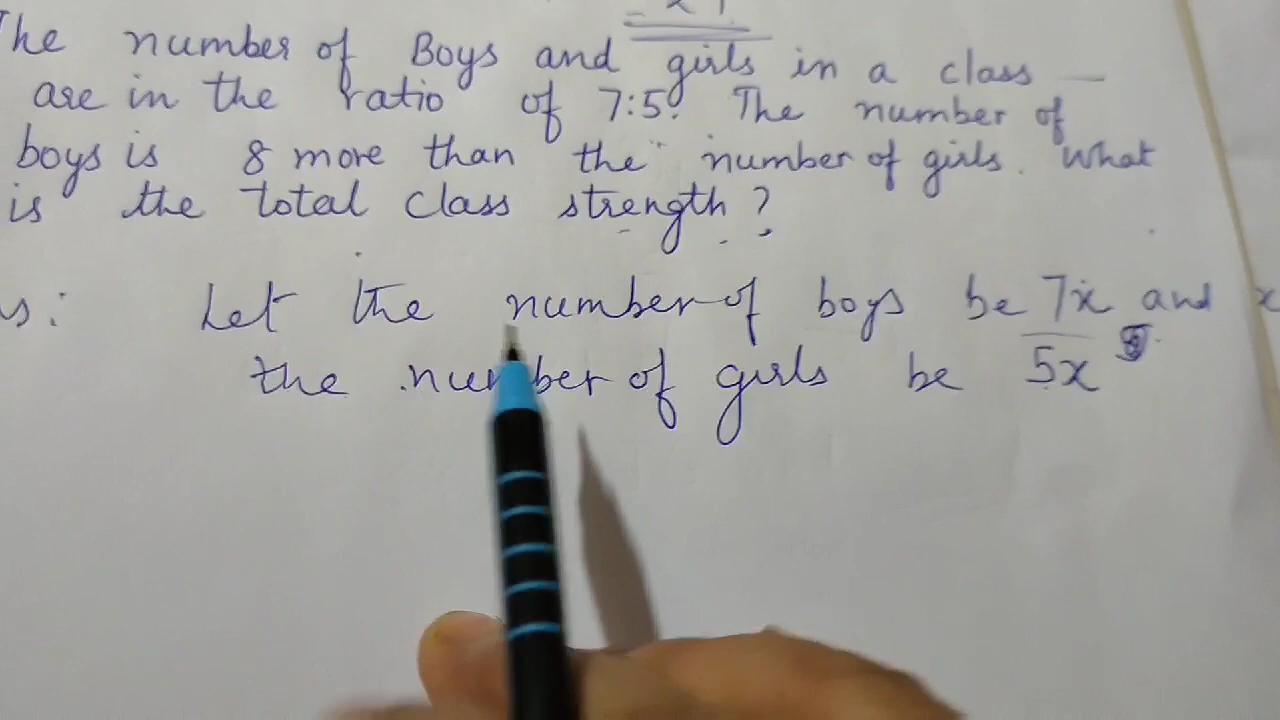 The number of Boys and girls in a class
are in the ratio of 7:5. The number of
boys is 8 more than the number of girls. What
is the total class strength?
s: Let the number of boys be 7x and x
the number of girls be 5x